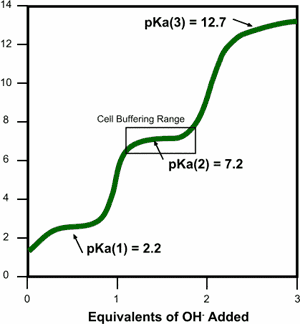 14
pKa(3) = 12.7
12
10
Cell Buffering Range
8
6
pKa(2) = 7.2
4
pKa(1) = 2.2
2
0
0 1 2 3
Equivalents of OH- Added